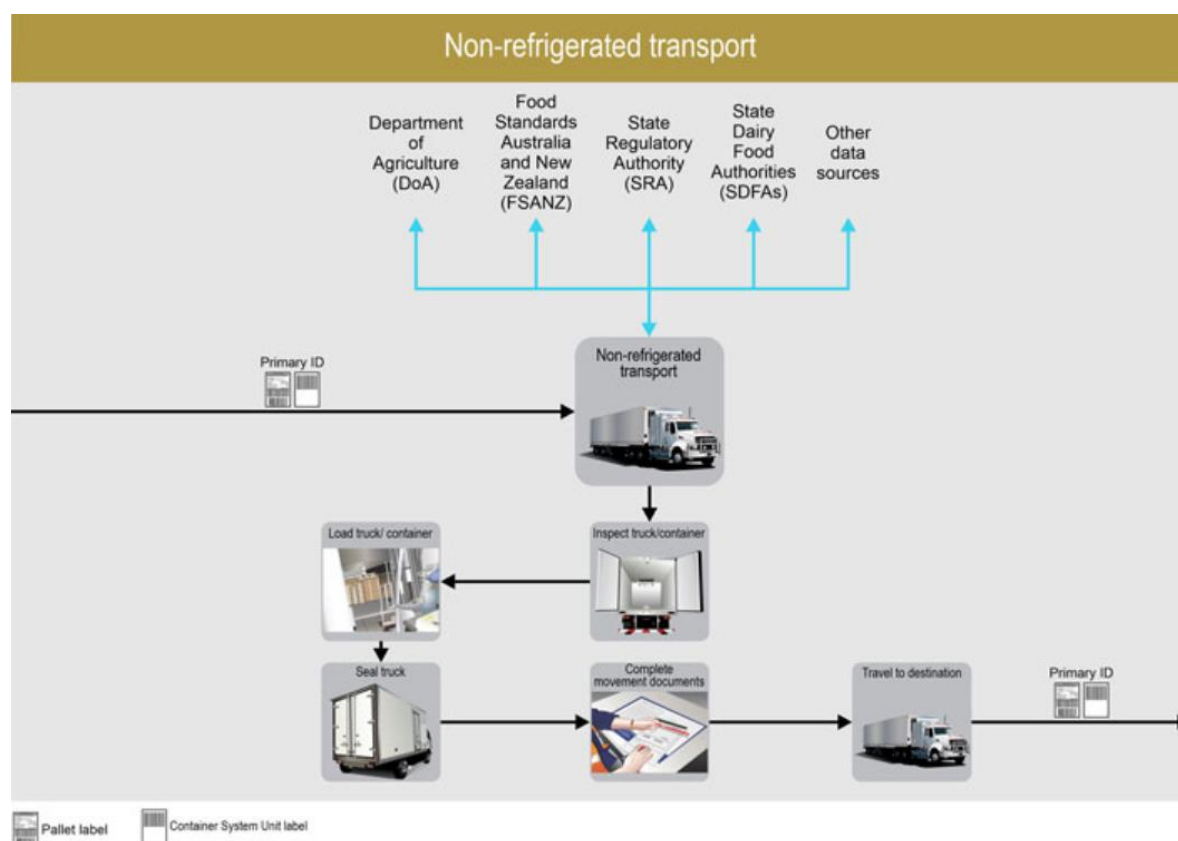 Non-refrigerated transport
Department
of
Agriculture
(DoA)
Food
Standards
Australia
and New
Zealand
(FSANZ)
State
Regulatory
Authority
(SRA)
State
Dairy
Food
Authorities
(SDFAs)
Other
data
sources
Primary ID
Non-refrigerated
transport
Load truck/ container
Inspect truck/container
Seal truck
Complete
movement documents
Travel to destination
Primary ID
Pallet label
Container System Unit label